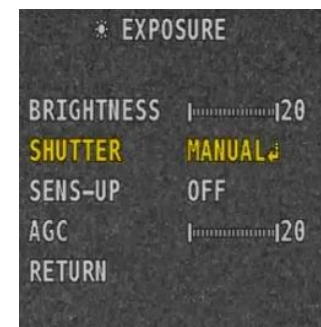 EXPOSURE
BRIGHTNESS 20
SHUTTER MANUAL↲
SENS-UP OFF
AGC 20
RETURN